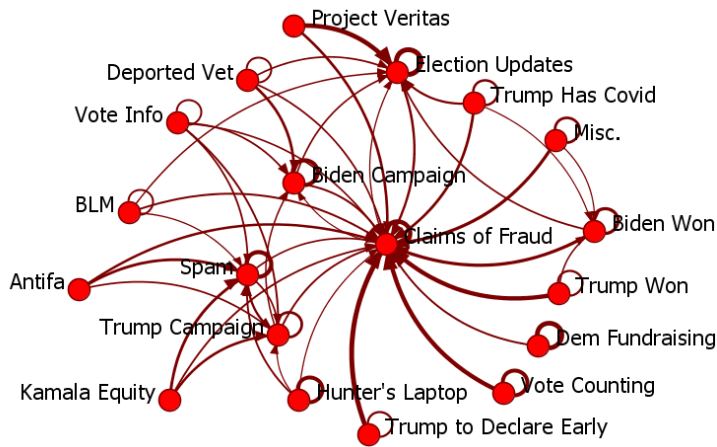 Project Veritas
Election Updates
Deported Vet
Trump Has Covid
Vote Info
Misc.
Biden Campaign
BLM
Biden Won
Claims of Fraud
Spam
Antifa
Trump Won
Trump Campaign
Dem Fundraising
Kamala Equity
Hunter's Laptop
Vote Counting
Trump to Declare Early